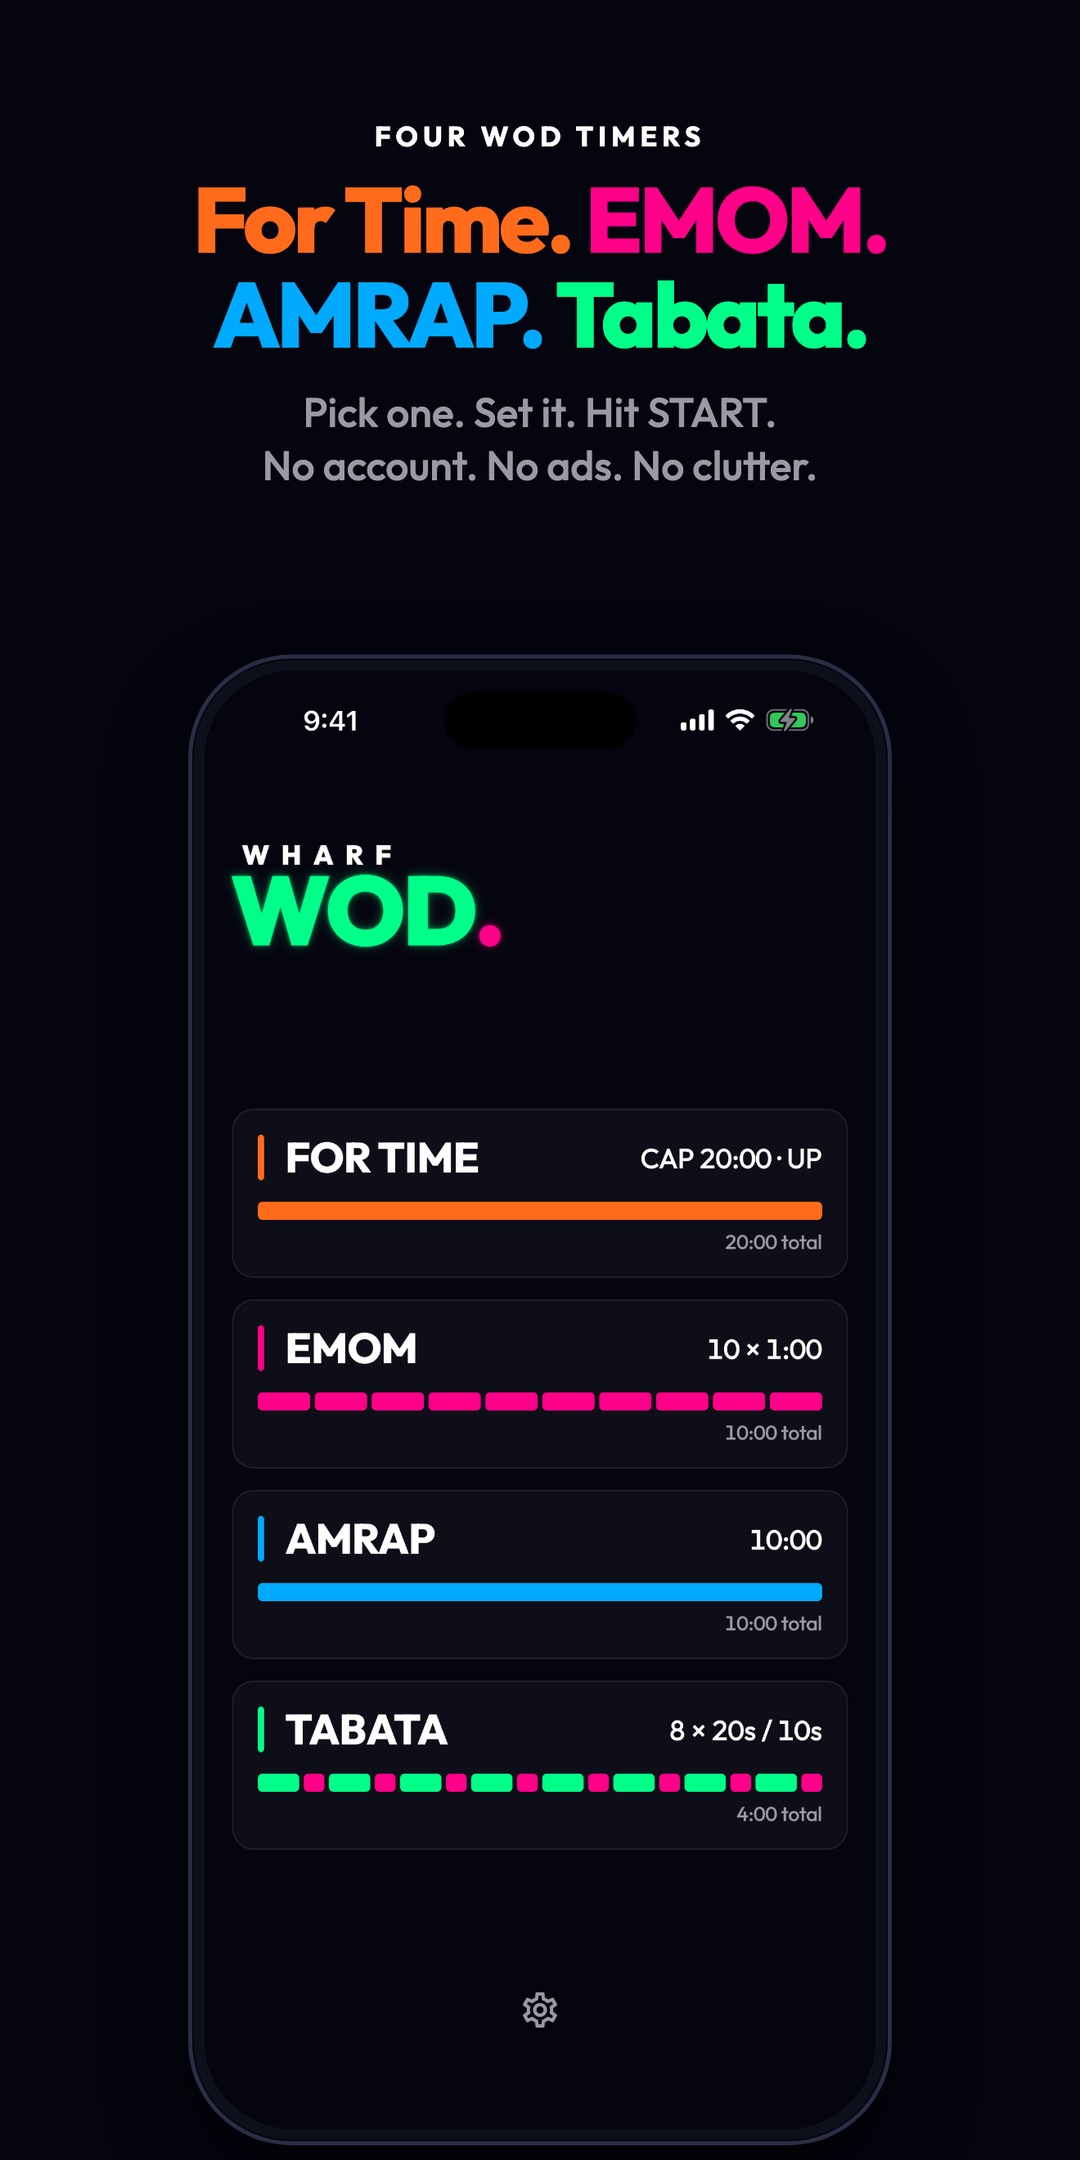 FOUR WOD TIMERS
For Time. EMOM.
AMRAP. Tabata.
Pick one. Set it. Hit START.
No account. No ads. No clutter.
9:41
WHARF
WOD.
FOR TIME
CAP 20:00 · UP
20:00 total
EMOM
10 × 1:00
10:00 total
AMRAP
10:00
10:00 total
TABATA
8 × 20s / 10s
4:00 total